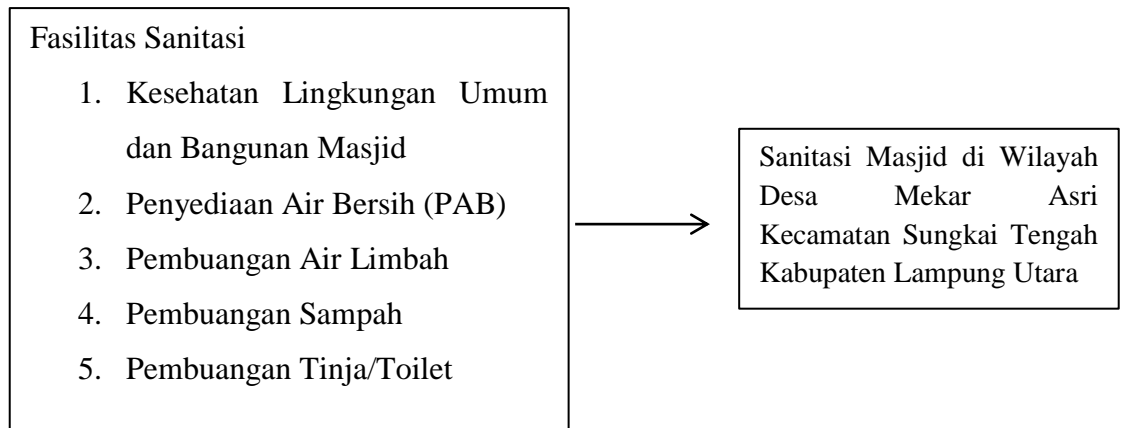 Fasilitas Sanitasi
1. Kesehatan Lingkungan Umum
dan Bangunan Masjid
2. Penyediaan Air Bersih (PAB)
3. Pembuangan Air Limbah
4. Pembuangan Sampah
5. Pembuangan Tinja/Toilet
Sanitasi Masjid di Wilayah
Desa Mekar Asri
Kecamatan Sungkai Tengah
Kabupaten Lampung Utara